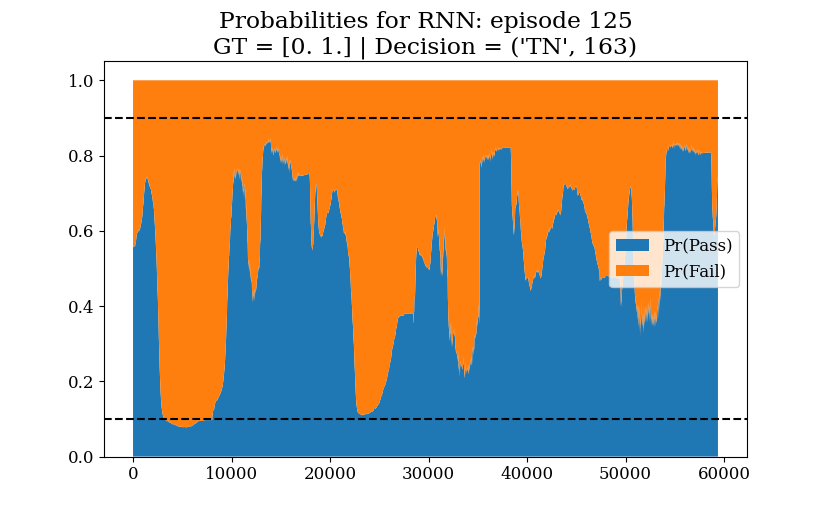 Probabilities for RNN: episode 125
GT = [0. 1.] | Decision = ('TN', 163)
1.0
0.8
0.6
0.4
0.2
0.0
Pr(Pass)
Pr(Fail)
0 10000 20000 30000 40000 50000 60000